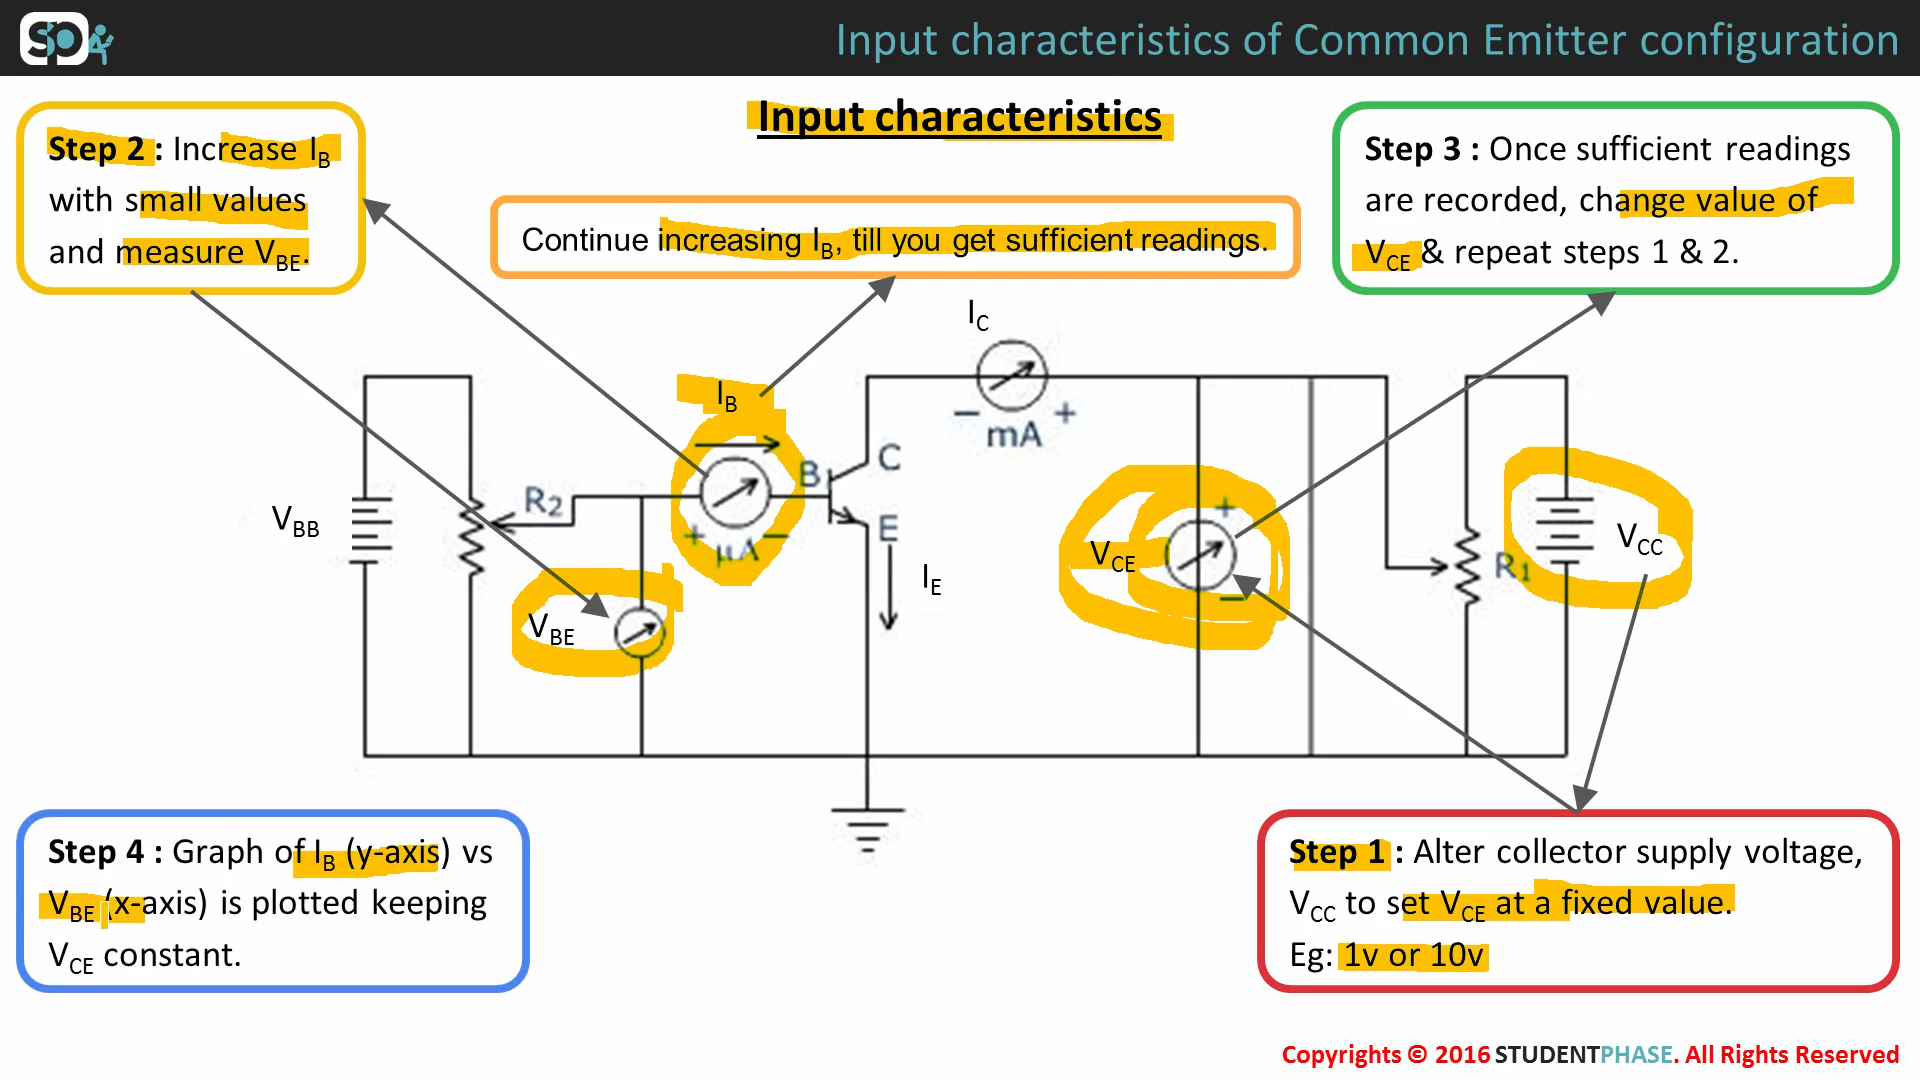 SP
Input characteristics of Common Emitter configuration
Input characteristics
Step 2 : Increase IB
with small values
and measure VBE.
Continue increasing IB, till you get sufficient readings.
Step 3 : Once sufficient readings
are recorded, change value of
VCE & repeat steps 1 & 2.
IC
IB
- mA +
B
C
R2
VBB
+ μA -
E
+
VCE
-
VCC
R1
IE
VBE
Step 4 : Graph of IB (y-axis) vs
VBE (x-axis) is plotted keeping
VCE constant.
Step 1 : Alter collector supply voltage,
VCC to set VCE at a fixed value.
Eg: 1v or 10v
Copyrights © 2016 STUDENTPHASE. All Rights Reserved